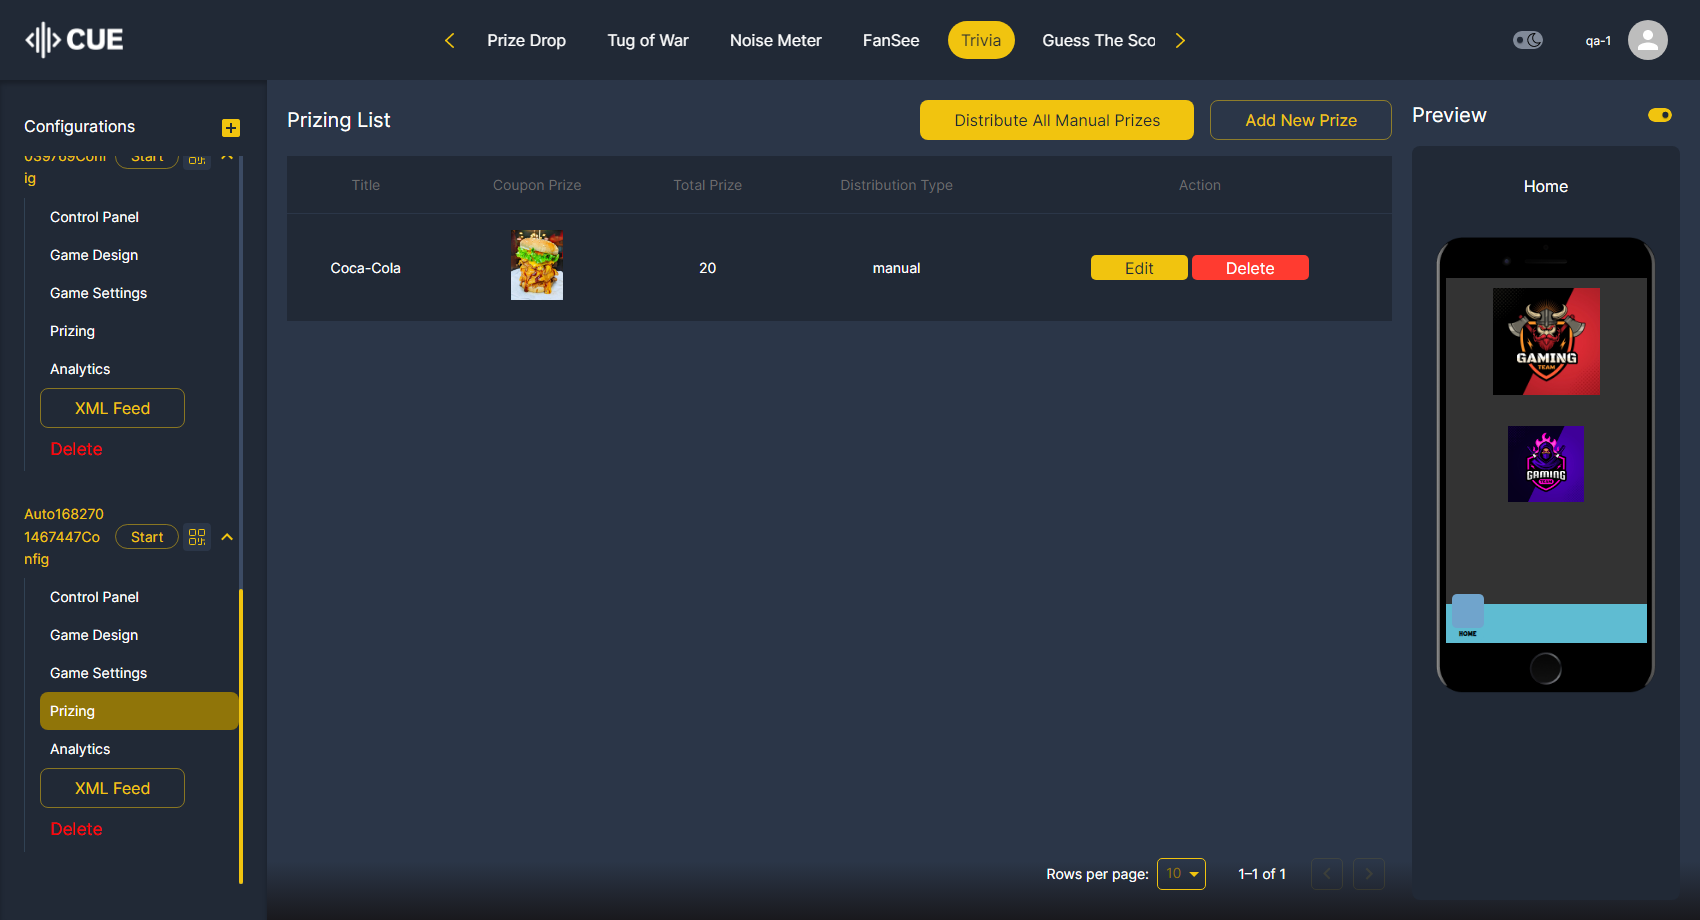 CUE
Prize Drop
Tug of War
Noise Meter
FanSee
Trivia
Guess The Sco
qa-1
Configurations
039769Conf
ig
Start
Control Panel
Game Design
Game Settings
Prizing
Analytics
XML Feed
Delete
Auto168270
1467447Co
nfig
Start
Control Panel
Game Design
Game Settings
Prizing
Analytics
XML Feed
Delete
Prizing List
Distribute All Manual Prizes
Add New Prize
Title
Coupon Prize
Total Prize
Distribution Type
Action
Coca-Cola
20
manual
Edit
Delete
Rows per page:
10
1–1 of 1
Preview
Home
GAMING
TEAM
GAMING
TEAM
HOME